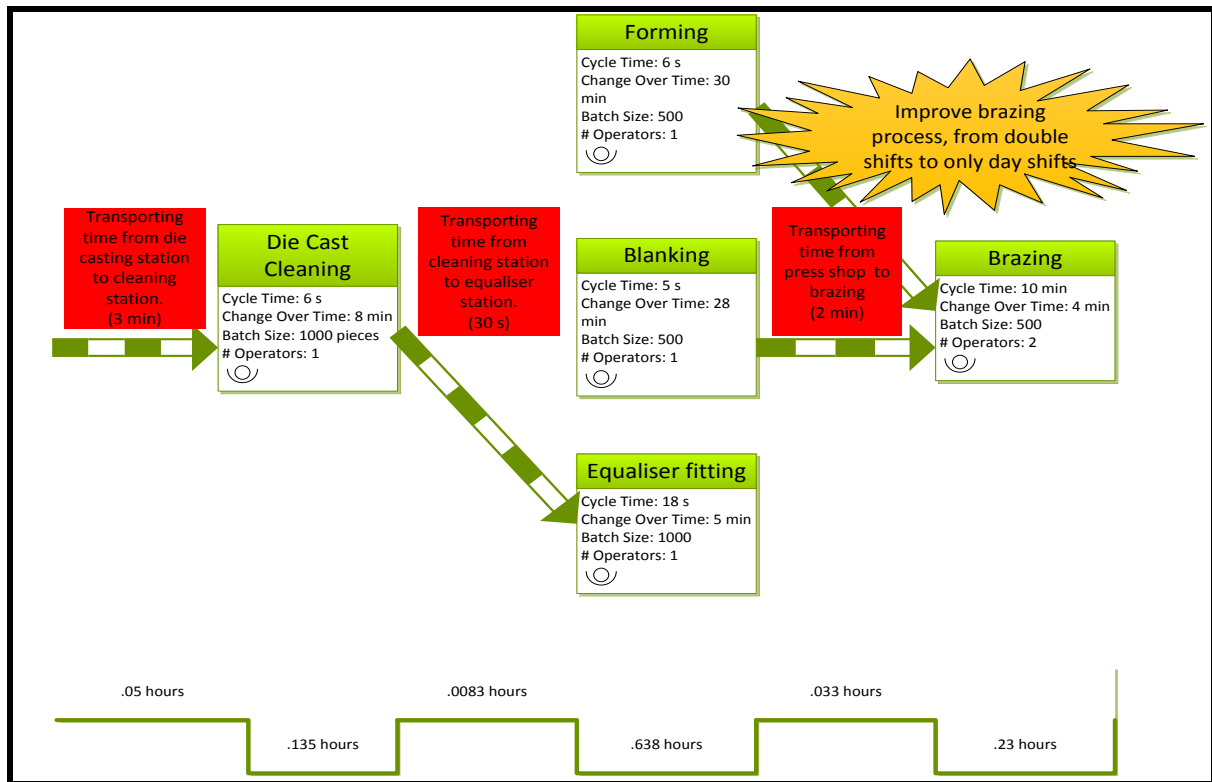 Forming
Cycle Time: 6 s
Change Over Time: 30
min
Batch Size: 500
# Operators: 1
Improve brazing
process, from double
shifts to only day shifts
Transporting
time from die
casting station
to cleaning
station.
(3 min)
Die Cast
Cleaning
Cycle Time: 6 s
Change Over Time: 8 min
Batch Size: 1000 pieces
# Operators: 1
Transporting
time from
cleaning station
to equaliser
station.
(30 s)
Blanking
Cycle Time: 5 s
Change Over Time: 28
min
Batch Size: 500
# Operators: 1
Transporting
time from
press shop to
brazing
(2 min)
Brazing
Cycle Time: 10 min
Change Over Time: 4 min
Batch Size: 500
# Operators: 2
Equaliser fitting
Cycle Time: 18 s
Change Over Time: 5 min
Batch Size: 1000
# Operators: 1
.05 hours
.0083 hours
.033 hours
.135 hours
.638 hours
.23 hours